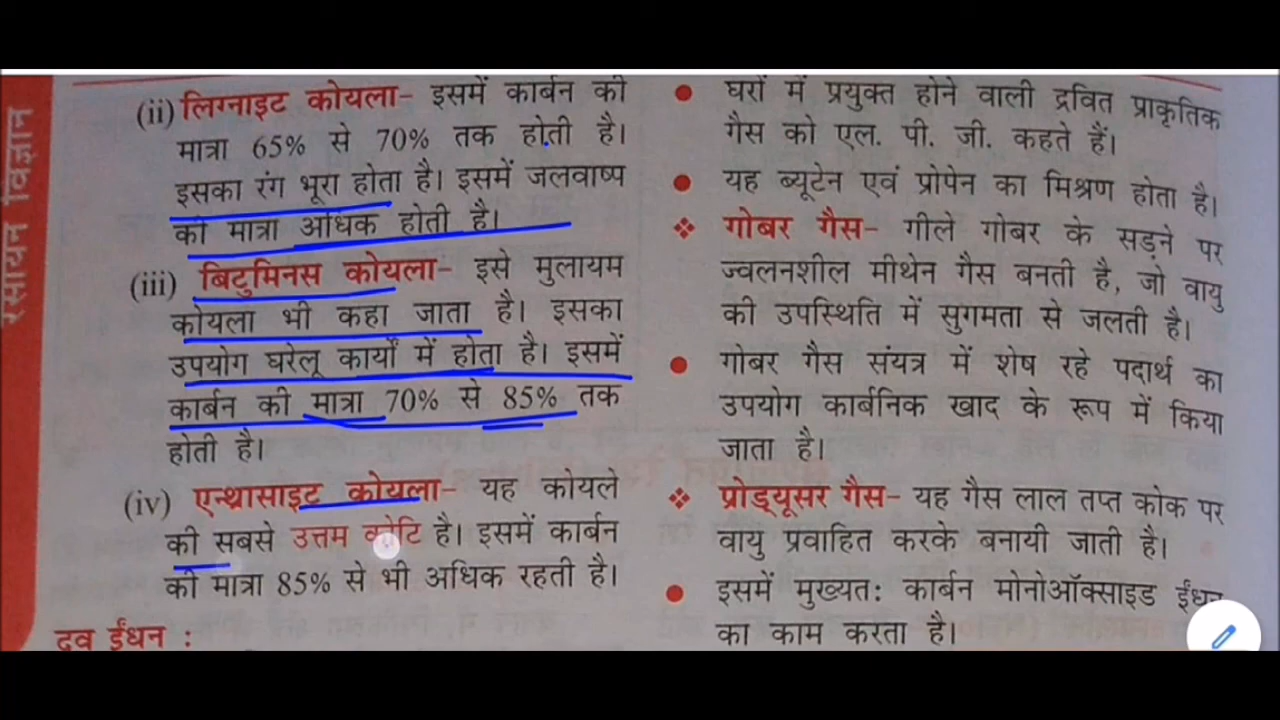 रसायन विज्ञान
(ii) लिग्नाइट कोयला- इसमें कार्बन की
मात्रा 65% से 70% तक होती है।
इसका रंग भूरा होता है। इसमें जलवाष्प
की मात्रा अधिक होती है।
(iii) बिटुमिनस कोयला- इसे मुलायम
कोयला भी कहा जाता है। इसका
उपयोग घरेलू कार्यों में होता है। इसमें
कार्बन की मात्रा 70% से 85% तक
होती है।
(iv) एन्थ्रासाइट कोयला- यह कोयले
की सबसे उत्तम कोटि है। इसमें कार्बन
की मात्रा 85% से भी अधिक रहती है।
द्रव ईंधन :
घरों में प्रयुक्त होने वाली द्रवित प्राकृतिक
गैस को एल. पी. जी. कहते हैं।
यह ब्यूटेन एवं प्रोपेन का मिश्रण होता है।
गोबर गैस- गीले गोबर के सड़ने पर
ज्वलनशील मीथेन गैस बनती है, जो वायु
की उपस्थिति में सुगमता से जलती है।
गोबर गैस संयत्र में शेष रहे पदार्थ का
उपयोग कार्बनिक खाद के रूप में किया
जाता है।
प्रोड्यूसर गैस- यह गैस लाल तप्त कोक पर
वायु प्रवाहित करके बनायी जाती है।
इसमें मुख्यत: कार्बन मोनोऑक्साइड ईंधन
का काम करता है।